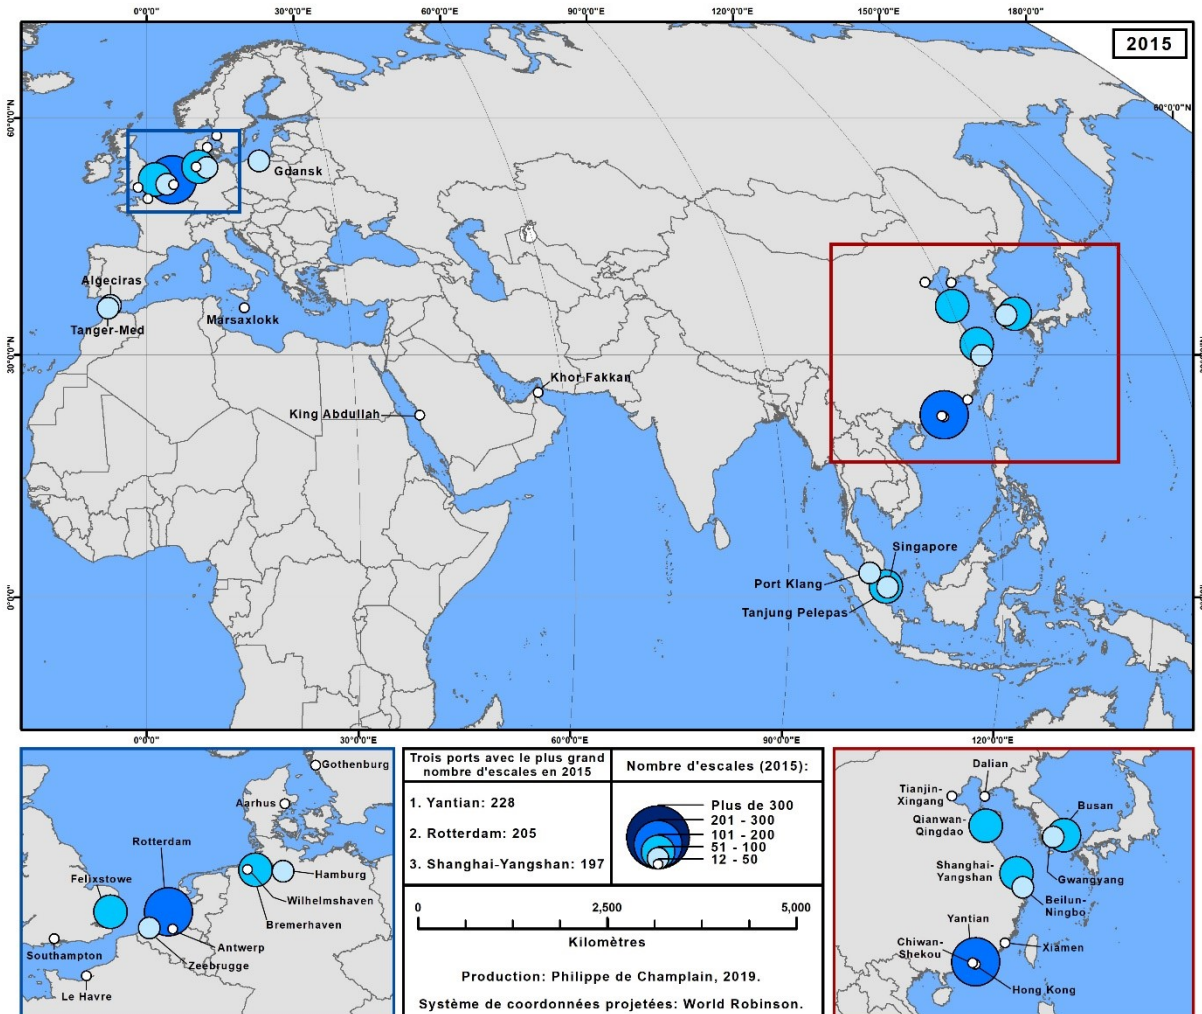 0°0'0"
30°0'0"E
60°0'0"E
90°0'0"E
120°0'0"E
150°0'0"E
180°0'0"
2015
60°0'0"N
60°0'0"N
Gdansk
Algeciras
Tanger-Med
Marsaxlokk
30°0'0"N
Khor Fakkan
King Abdullah
Singapore
Port Klang
Tanjung Pelepas
0°0'0"
0°0'0"
30°0'0"E
60°0'0"E
90°0'0"E
120°0'0"E
Gothenburg
Aarhus
Rotterdam
Felixstowe
Hamburg
Wilhelmshaven
Bremerhaven
Antwerp
Southampton
Zeebrugge
Le Havre
Trois ports avec le plus grand
nombre d'escales en 2015
1. Yantian: 228
2. Rotterdam: 205
3. Shanghai-Yangshan: 197
Nombre d'escales (2015):
Plus de 300
201 - 300
101 - 200
51 - 100
12 - 50
0 2,500 5,000
Kilomètres
Production: Philippe de Champlain, 2019.
Système de coordonnées projetées: World Robinson.
Dalian
Tianjin-
Xingang
Busan
Qianwan-
Qingdao
Shanghai-
Yangshan
Gwangyang
Beilun-
Ningbo
Yantian
Chiwan-
Shekou
Xiamen
Hong Kong